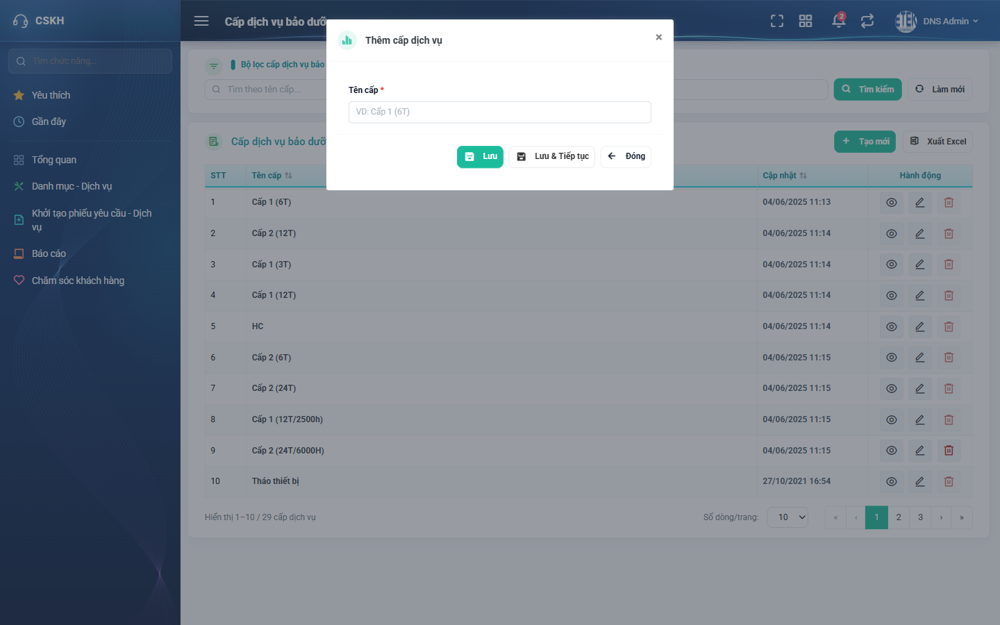 CSKH
Cấp dịch vụ bảo dưỡ
2
DNS Admin
Tìm chức năng...
Yêu thích
Gần đây
Tổng quan
Danh mục - Dịch vụ
Khởi tạo phiếu yêu cầu - Dịch vụ
Báo cáo
Chăm sóc khách hàng
Thêm cấp dịch vụ
×
Tên cấp *
VD: Cấp 1 (6T)
Lưu
Lưu & Tiếp tục
Đóng
Bộ lọc cấp dịch vụ bảo
Tìm theo tên cấp...
Tìm kiếm
Làm mới
Cấp dịch vụ bảo dưỡ
Tạo mới
Xuất Excel
STT Tên cấp Cập nhật Hành động
1 Cấp 1 (6T) 04/06/2025 11:13
2 Cấp 2 (12T) 04/06/2025 11:14
3 Cấp 1 (3T) 04/06/2025 11:14
4 Cấp 1 (12T) 04/06/2025 11:14
5 HC 04/06/2025 11:14
6 Cấp 2 (6T) 04/06/2025 11:15
7 Cấp 2 (24T) 04/06/2025 11:15
8 Cấp 1 (12T/2500h) 04/06/2025 11:15
9 Cấp 2 (24T/6000H) 04/06/2025 11:15
10 Tháo thiết bị 27/10/2021 16:54
Hiển thị 1–10 / 29 cấp dịch vụ
Số dòng/trang: 10
« ‹ 1 2 3 › »